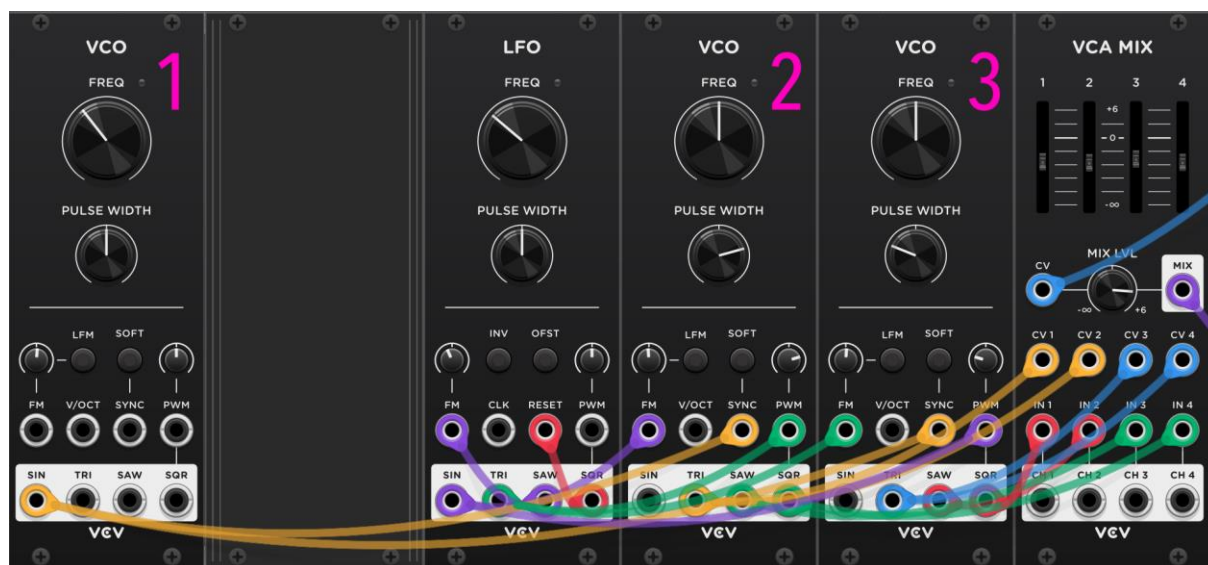 VCO
1
FREQ
PULSE WIDTH
LFM SOFT
FM V/OCT SYNC PWM
SIN TRI SAW SQR
VCV
LFO
FREQ
PULSE WIDTH
INV OFST
FM CLK RESET PWM
SIN TRI SAW SQR
VCV
VCO
2
FREQ
PULSE WIDTH
LFM SOFT
FM V/OCT SYNC PWM
SIN TRI SAW SQR
VCV
VCO
3
FREQ
PULSE WIDTH
LFM SOFT
FM V/OCT SYNC PWM
SIN TRI SAW SQR
VCV
VCA MIX
1 2 3 4
+6
-0-
-∞
MIX LVL
CV MIX
-∞ +6
CV 1 CV 2 CV 3 CV 4
IN 1 IN 2 IN 3 IN 4
CH 1 CH 2 CH 3 CH 4
VCV